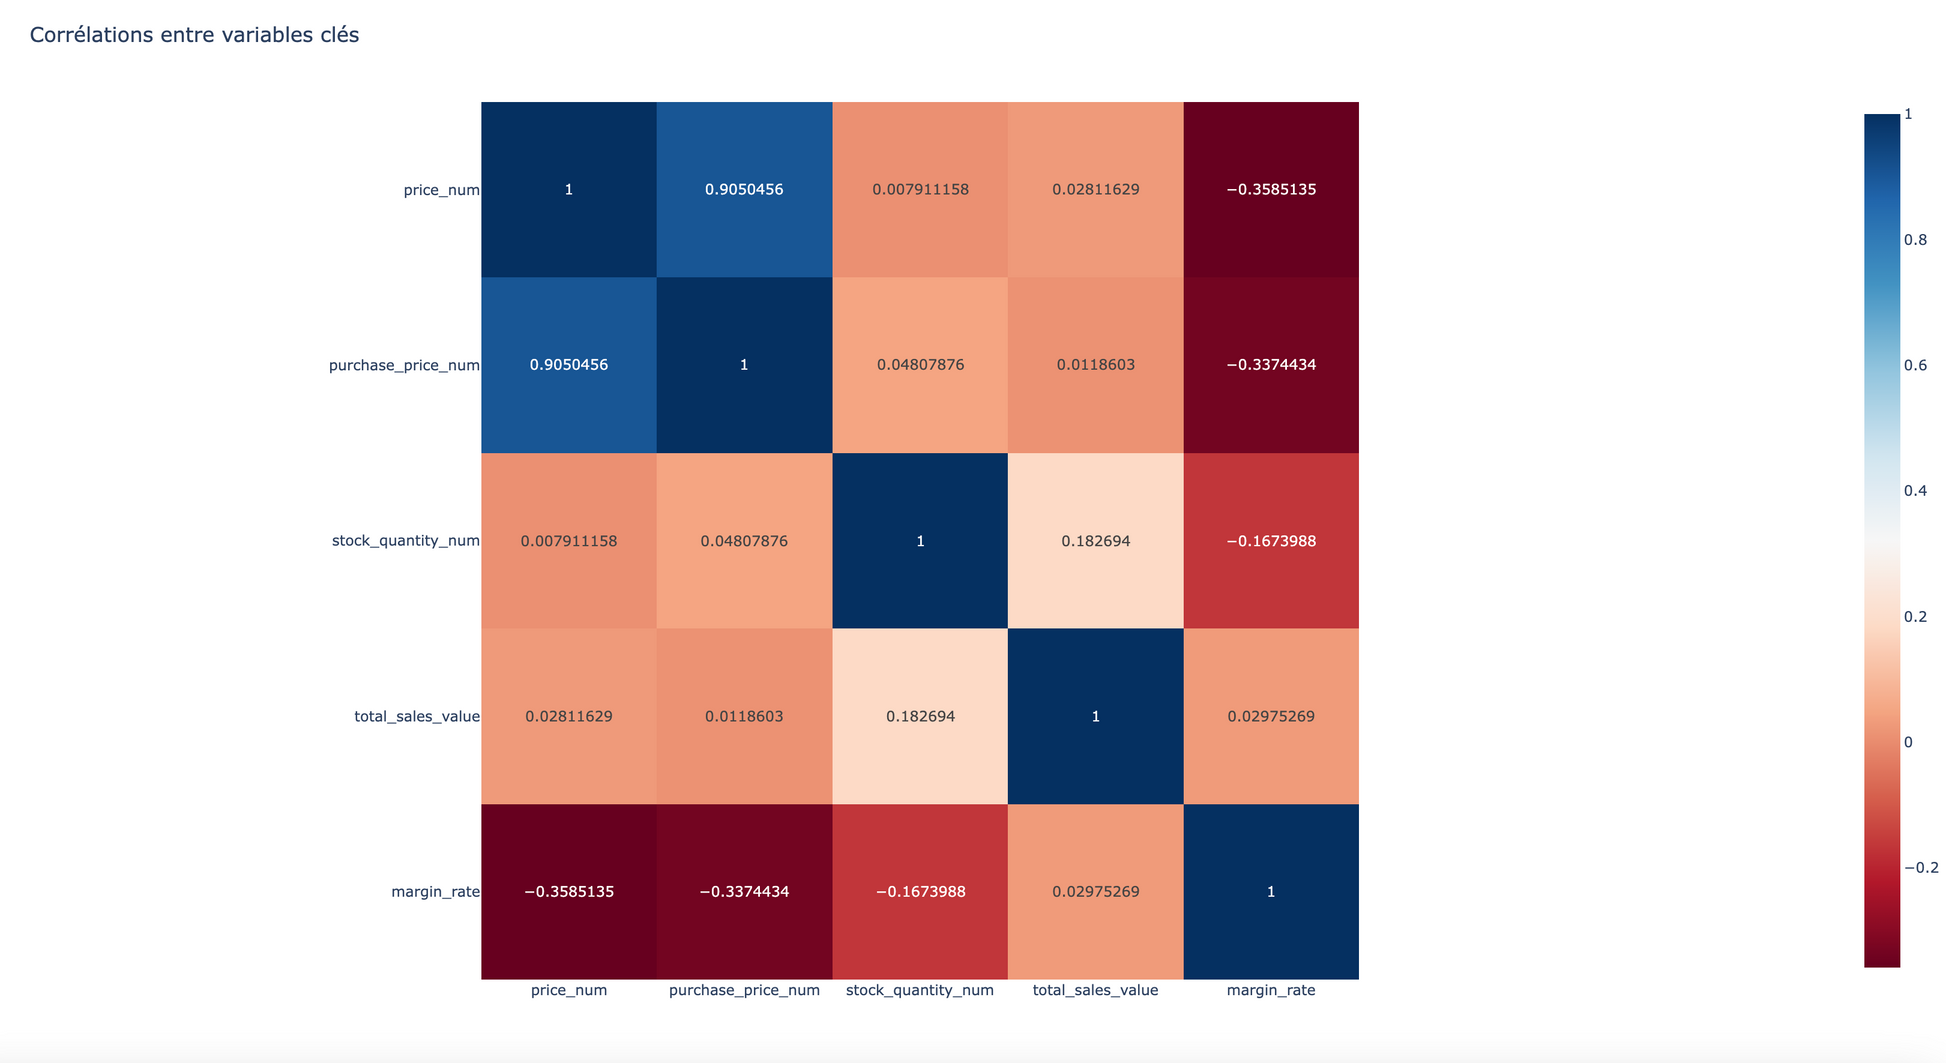 Corrélations entre variables clés
price_num 1 0.9050456 0.007911158 0.02811629 −0.3585135
purchase_price_num 0.9050456 1 0.04807876 0.0118603 −0.3374434
stock_quantity_num 0.007911158 0.04807876 1 0.182694 −0.1673988
total_sales_value 0.02811629 0.0118603 0.182694 1 0.02975269
margin_rate −0.3585135 −0.3374434 −0.1673988 0.02975269 1
price_num purchase_price_num stock_quantity_num total_sales_value margin_rate
1
0.8
0.6
0.4
0.2
0
−0.2